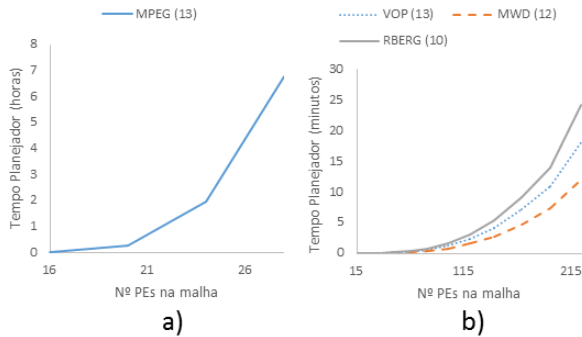 MPEG (13)
8
7
6
5
4
3
2
1
0
Tempo Planejador (horas)
16 21 26
Nº PEs na malha
a)
VOP (13) MWD (12)
RBERG (10)
30
25
20
15
10
5
0
Tempo Planejador (minutos)
15 115 215
Nº PEs na malha
b)